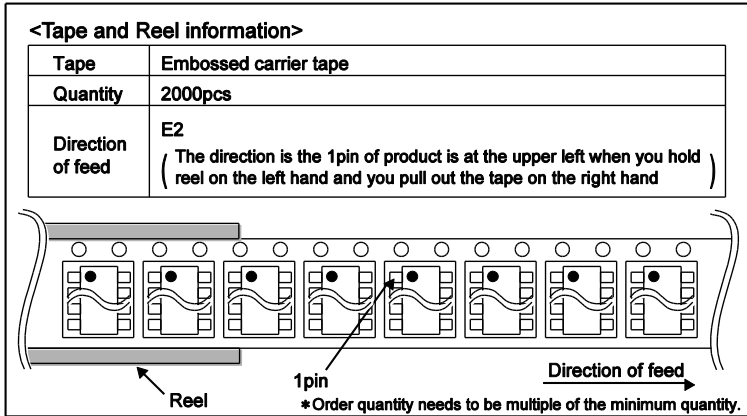 <Tape and Reel information>
Tape Embossed carrier tape
Quantity 2000pcs
Direction of feed E2
( The direction is the 1pin of product is at the upper left when you hold
reel on the left hand and you pull out the tape on the right hand )
1pin
Direction of feed
Reel
*Order quantity needs to be multiple of the minimum quantity.